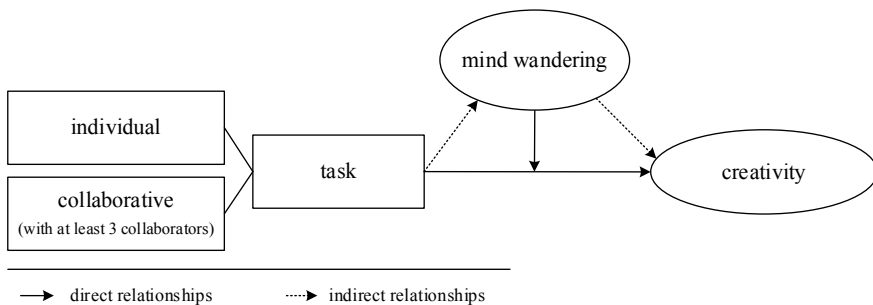 mind wandering
individual
task
creativity
collaborative
(with at least 3 collaborators)
direct relationships
indirect relationships